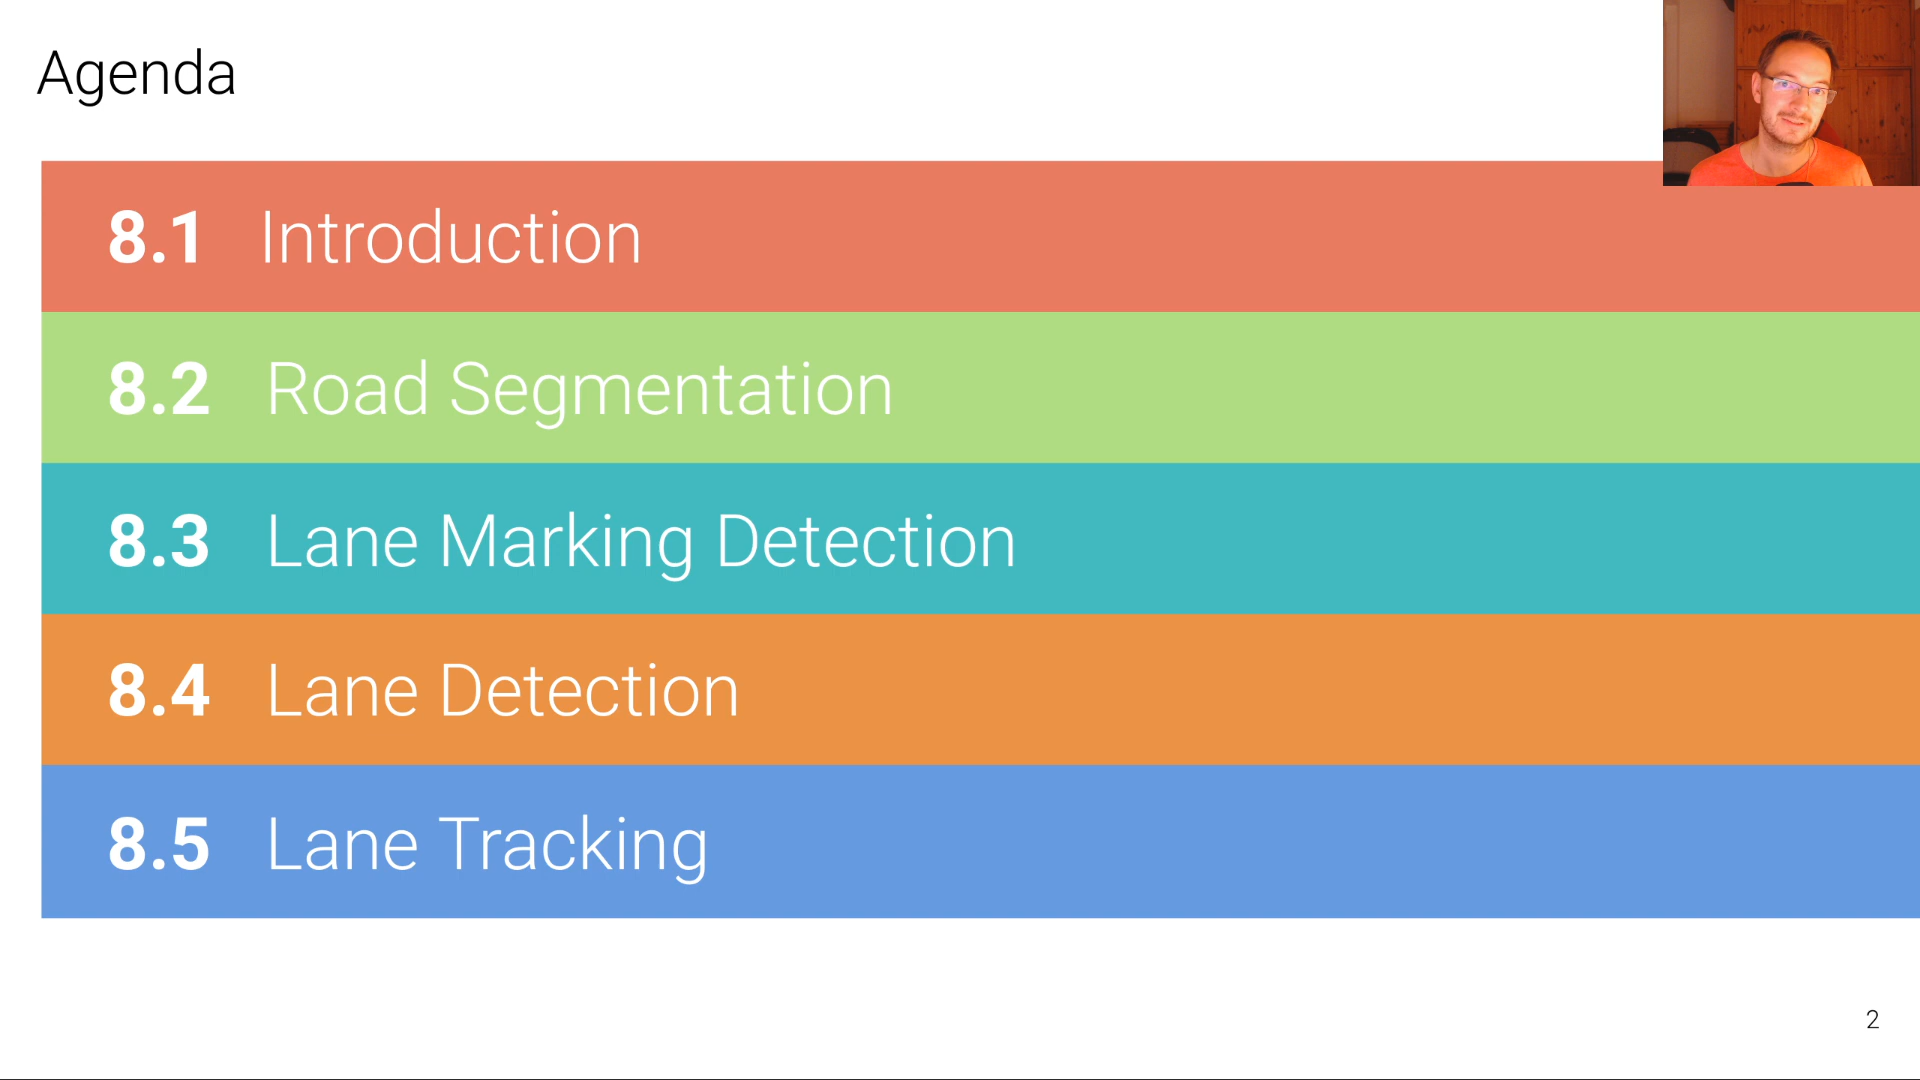 Agenda
8.1 Introduction
8.2 Road Segmentation
8.3 Lane Marking Detection
8.4 Lane Detection
8.5 Lane Tracking
2